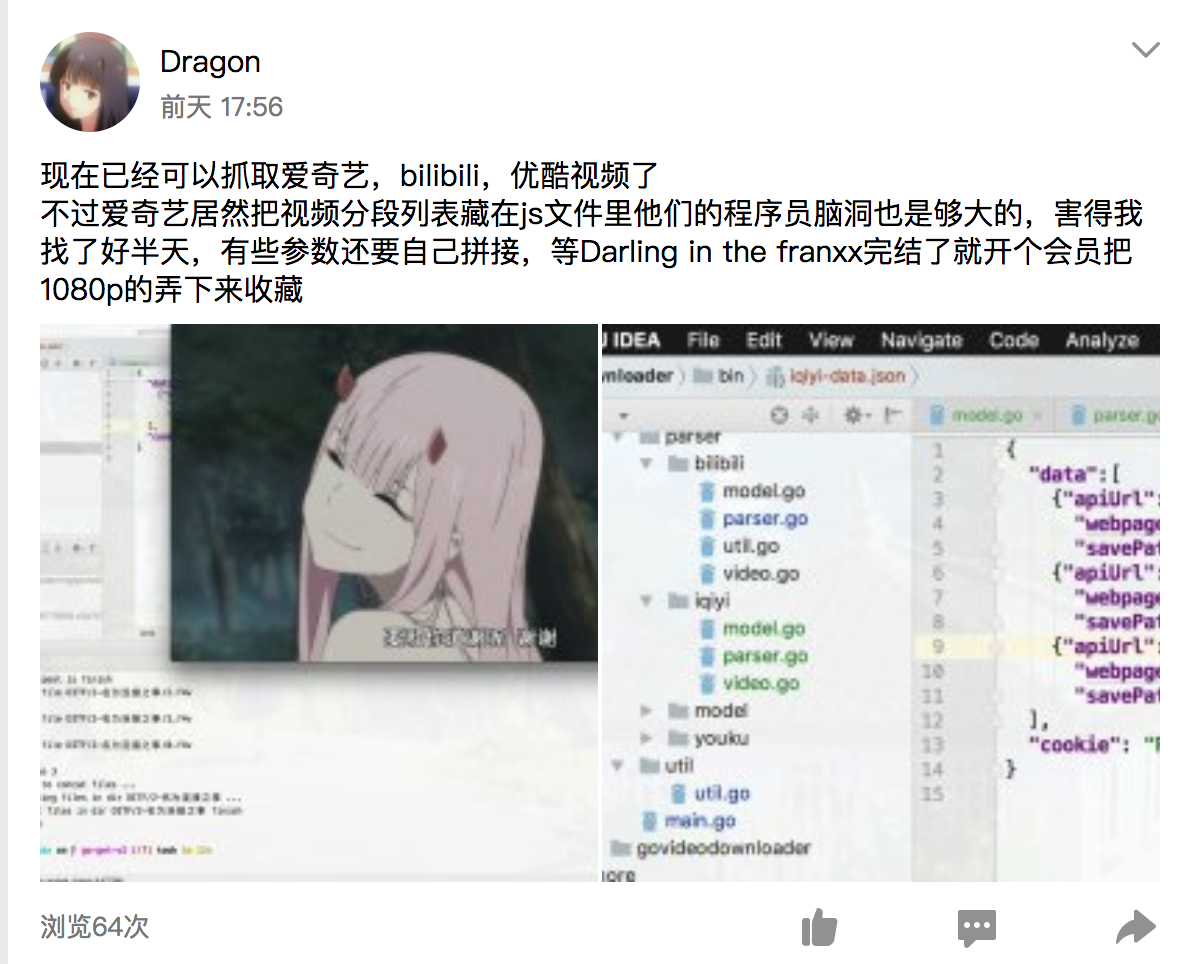 Dragon
前天 17:56
现在已经可以抓取爱奇艺，bilibili，优酷视频了
不过爱奇艺居然把视频分段列表藏在js文件里他们的程序员脑洞也是够大的，害得我
找了好半天，有些参数还要自己拼接，等Darling in the franxx完结了就开个会员把
1080p的弄下来收藏
IDEA File Edit View Navigate Code Analyze
nloader bin iqiyi-data.json
model.go parser.go
parser
bilibili
model.go
parser.go
util.go
video.go
iqiyi
model.go
parser.go
video.go
model
youku
util
util.go
main.go
govideodownloader
ore
1 {
2 "data":[
3 {"apiUrl":
4 "webpage
5 "savePat
6 {"apiUrl":
7 "webpage
8 "savePat
9 {"apiUrl":
10 "webpage
11 "savePat
12 ],
13 "cookie": "
14 }
15
浏览64次